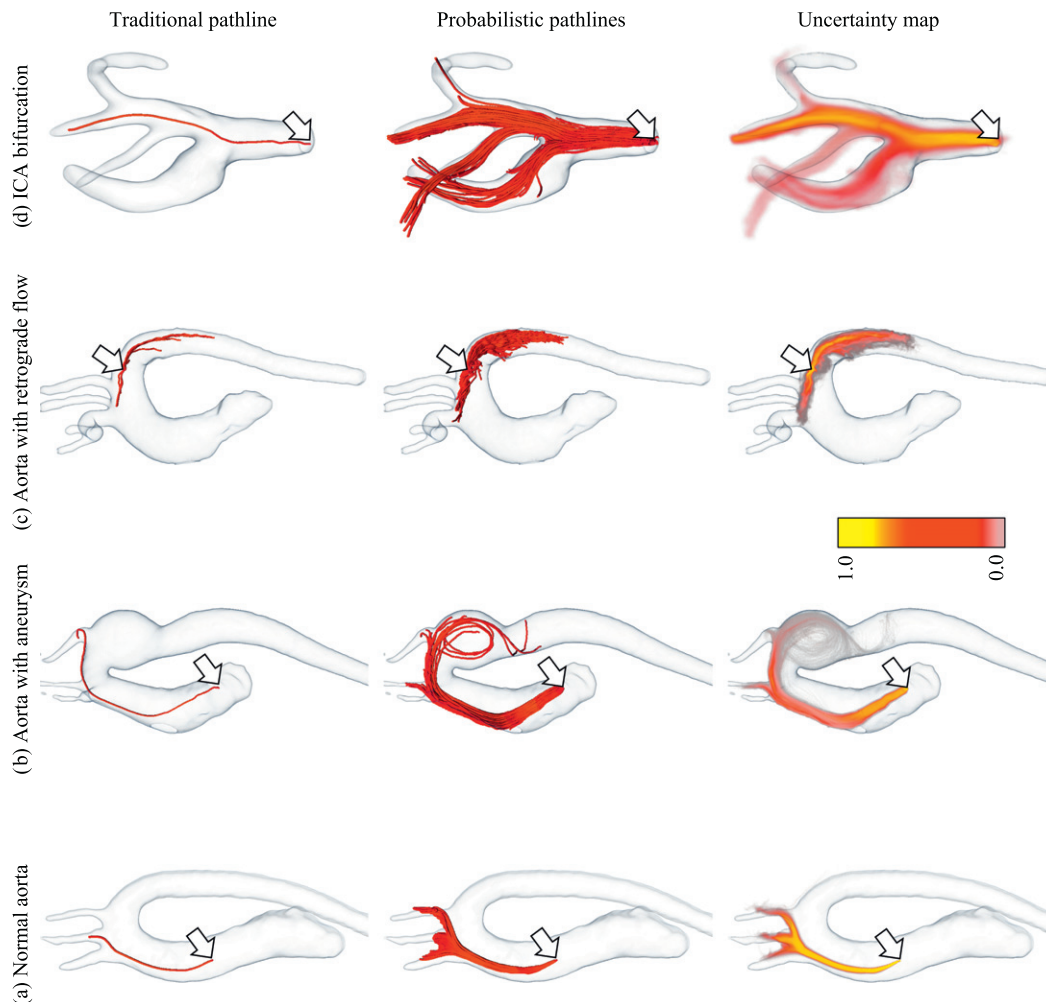 Traditional pathline
Probabilistic pathlines
Uncertainty map
(d) ICA bifurcation
(c) Aorta with retrograde flow
1.0
0.0
(b) Aorta with aneurysm
(a) Normal aorta